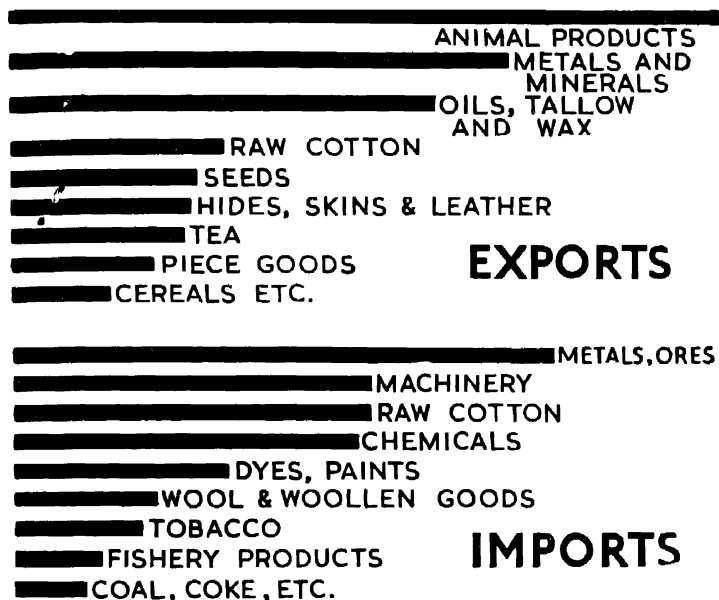 ANIMAL PRODUCTS
METALS AND
MINERALS
OILS, TALLOW
AND WAX
RAW COTTON
SEEDS
HIDES, SKINS & LEATHER
TEA
PIECE GOODS
CEREALS ETC.
EXPORTS
METALS, ORES
MACHINERY
RAW COTTON
CHEMICALS
DYES, PAINTS
WOOL & WOOLLEN GOODS
TOBACCO
FISHERY PRODUCTS
COAL, COKE, ETC.
IMPORTS